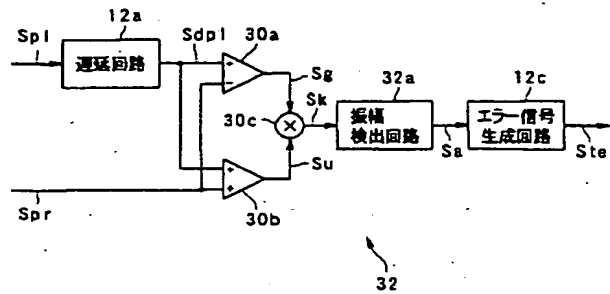 12a
30a
32a
12c
Spl
遅延回路
Sdpl
+
−
Sg
Sk
30c
×
振幅
検出回路
Sa
エラー信号
生成回路
Ste
Su
+
+
Spr
30b
32